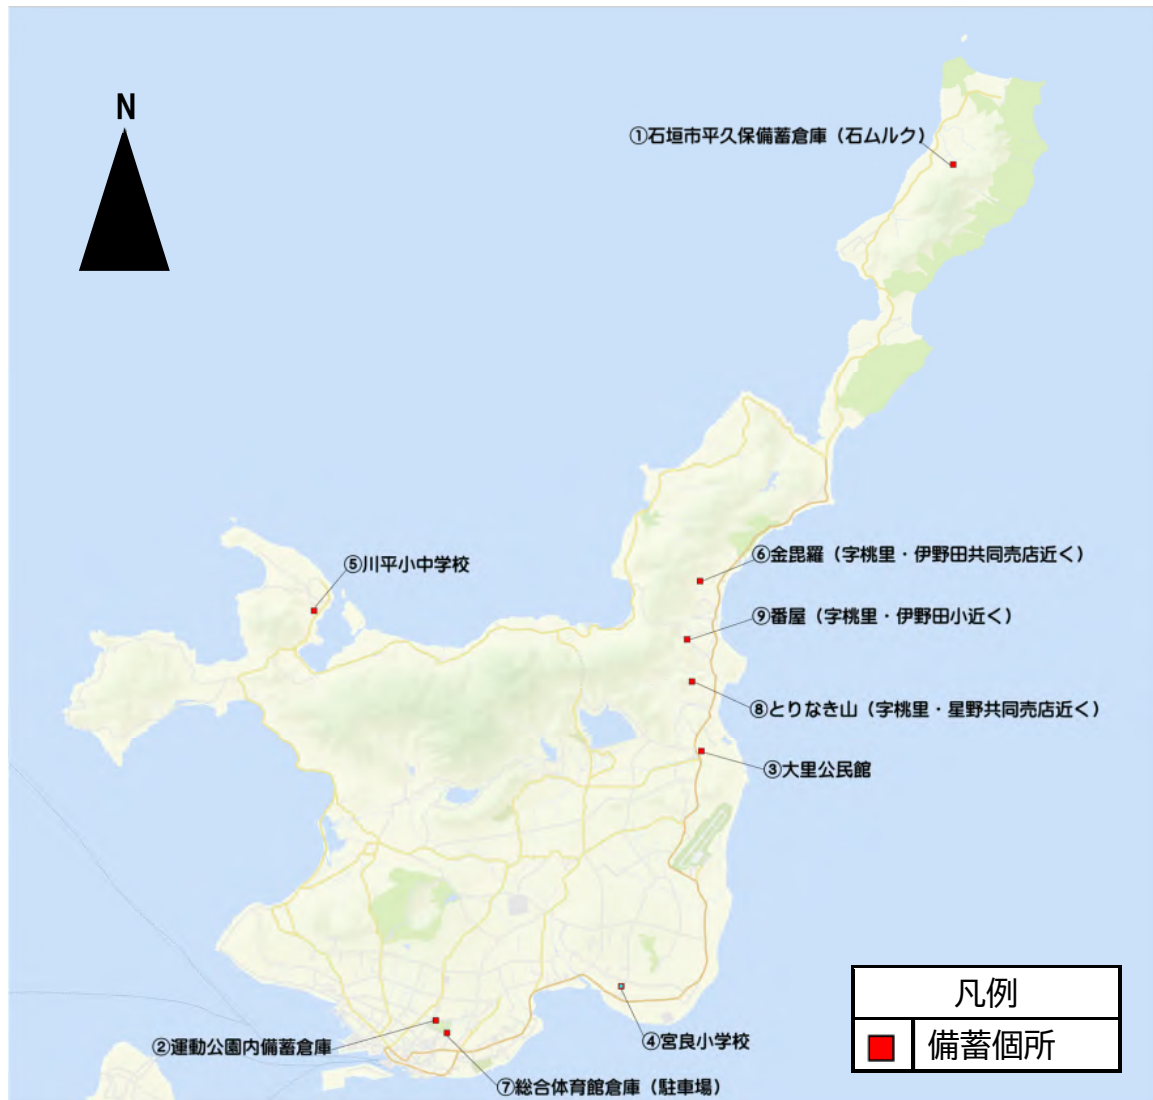 N
①石垣市平久保備蓄倉庫（石ムルク）
⑥金毘羅（字桃里・伊野田共同売店近く）
⑤川平小中学校
⑨番屋（字桃里・伊野田小近く）
⑧とりなき山（字桃里・星野共同売店近く）
③大里公民館
凡例
備蓄個所
④宮良小学校
②運動公園内備蓄倉庫
⑦総合体育館倉庫（駐車場）